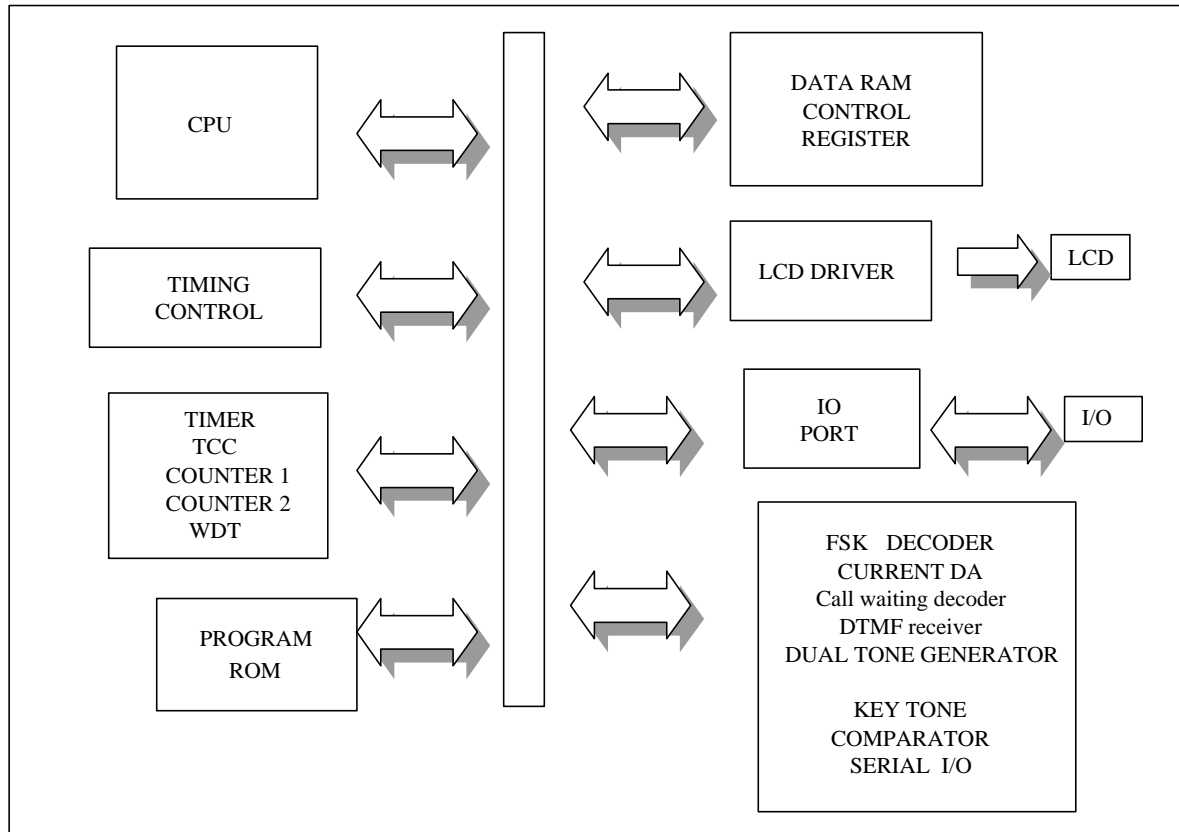 CPU
TIMING
CONTROL
TIMER
TCC
COUNTER 1
COUNTER 2
WDT
PROGRAM
ROM
DATA RAM
CONTROL
REGISTER
LCD DRIVER
LCD
IO
PORT
I/O
FSK DECODER
CURRENT DA
Call waiting decoder
DTMF receiver
DUAL TONE GENERATOR
KEY TONE
COMPARATOR
SERIAL I/O